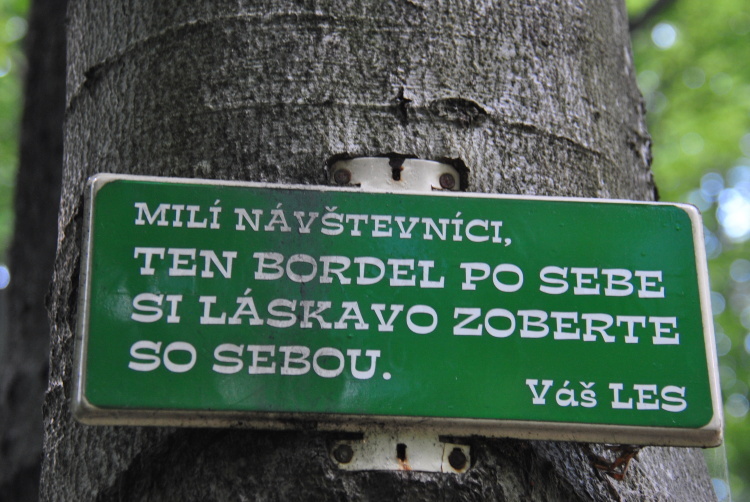 MILÍ NÁVŠTEVNÍCI,
TEN BORDEL PO SEBE
SI LÁSKAVO ZOBERTE
SO SEBOU.
Váš LES